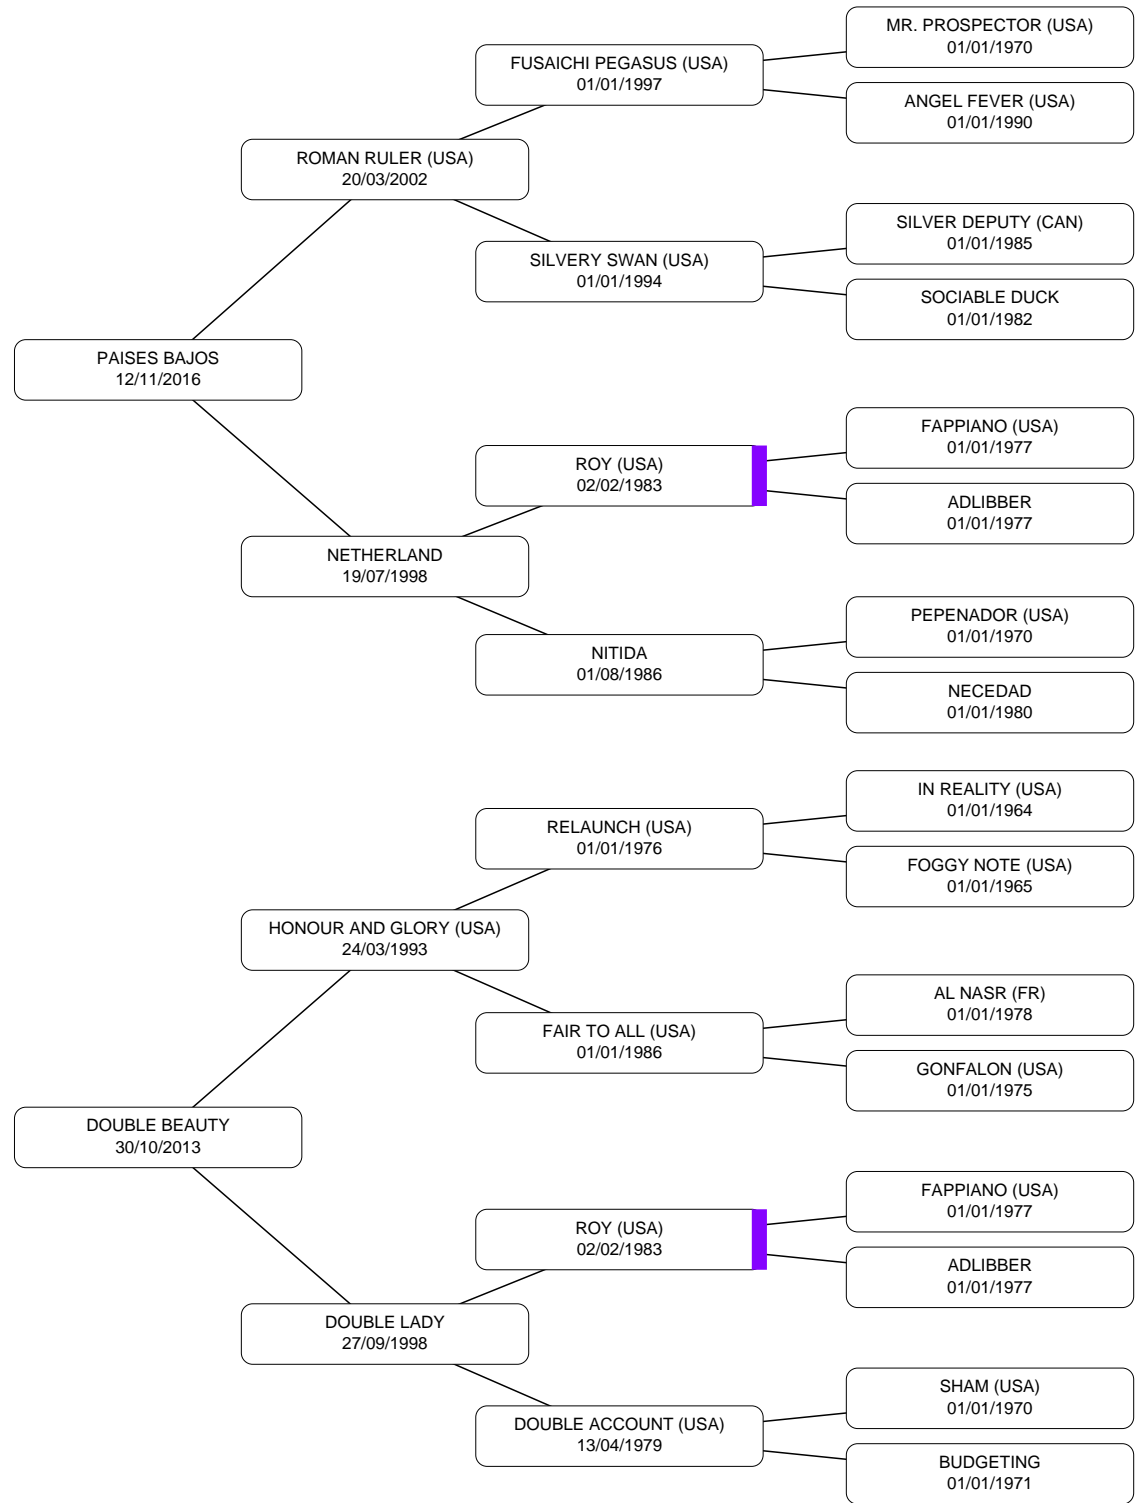 MR. PROSPECTOR (USA)
01/01/1970
FUSAICHI PEGASUS (USA)
01/01/1997
ANGEL FEVER (USA)
01/01/1990
ROMAN RULER (USA)
20/03/2002
SILVER DEPUTY (CAN)
01/01/1985
SILVERY SWAN (USA)
01/01/1994
SOCIABLE DUCK
01/01/1982
PAISES BAJOS
12/11/2016
FAPPIANO (USA)
01/01/1977
ROY (USA)
02/02/1983
ADLIBBER
01/01/1977
NETHERLAND
19/07/1998
PEPENADOR (USA)
01/01/1970
NITIDA
01/08/1986
NECEDAD
01/01/1980
IN REALITY (USA)
01/01/1964
RELAUNCH (USA)
01/01/1976
FOGGY NOTE (USA)
01/01/1965
HONOUR AND GLORY (USA)
24/03/1993
AL NASR (FR)
01/01/1978
FAIR TO ALL (USA)
01/01/1986
GONFALON (USA)
01/01/1975
DOUBLE BEAUTY
30/10/2013
FAPPIANO (USA)
01/01/1977
ROY (USA)
02/02/1983
ADLIBBER
01/01/1977
DOUBLE LADY
27/09/1998
SHAM (USA)
01/01/1970
DOUBLE ACCOUNT (USA)
13/04/1979
BUDGETING
01/01/1971